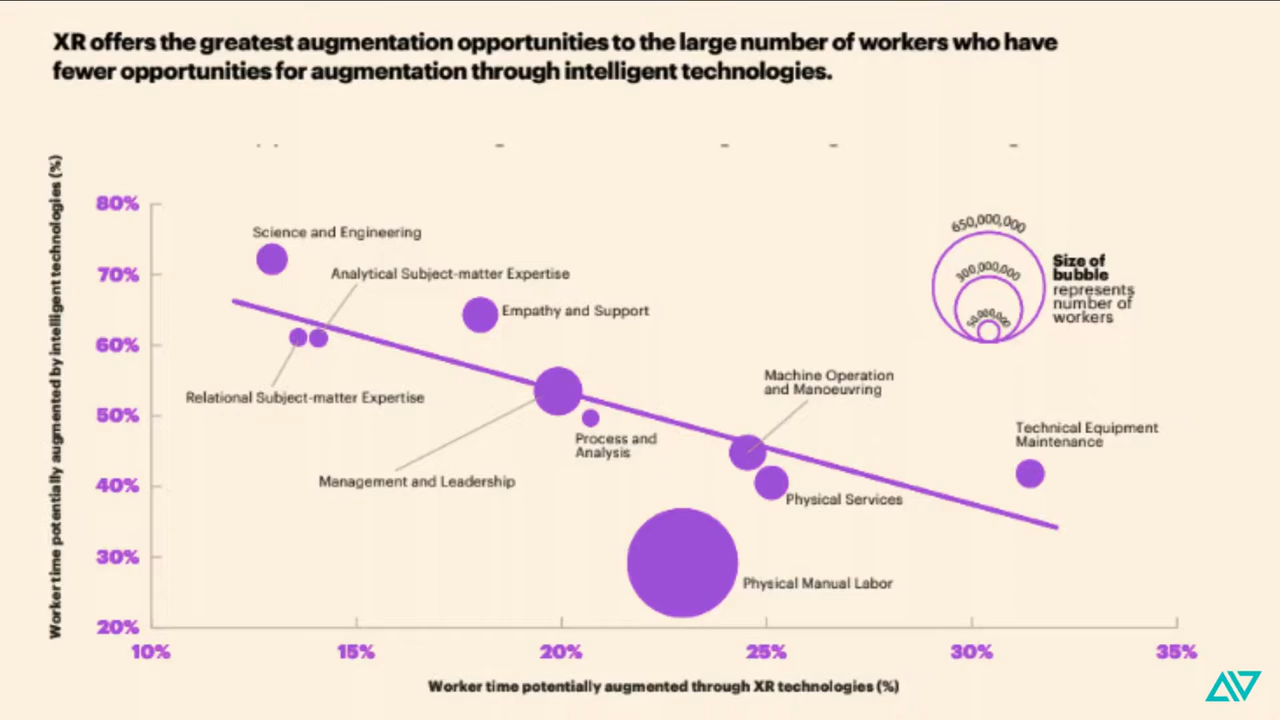 XR offers the greatest augmentation opportunities to the large number of workers who have
fewer opportunities for augmentation through intelligent technologies.
Worker time potentially augmented by intelligent technologies (%)
80%
70%
60%
50%
40%
30%
20%
Science and Engineering
Analytical Subject-matter Expertise
Empathy and Support
Relational Subject-matter Expertise
Management and Leadership
Process and
Analysis
Machine Operation
and Manoeuvring
Physical Services
Physical Manual Labor
Technical Equipment
Maintenance
650,000,000
300,000,000
50,000,000
Size of
bubble
represents
number of
workers
10%
15%
20%
25%
30%
35%
Worker time potentially augmented through XR technologies (%)